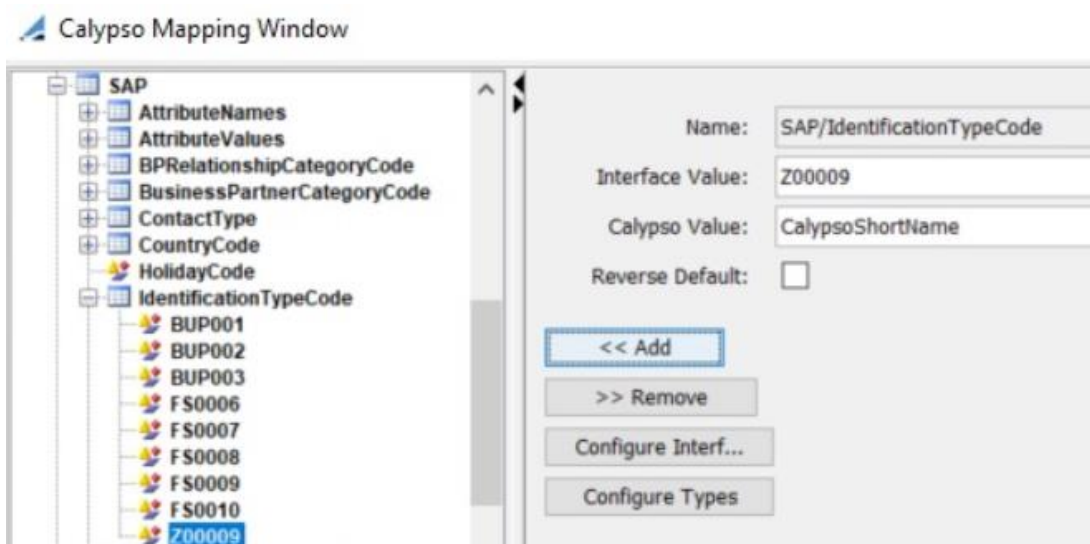 Calypso Mapping Window
SAP
AttributeNames
AttributeValues
BPRelationshipCategoryCode
BusinessPartnerCategoryCode
ContactType
CountryCode
HolidayCode
IdentificationTypeCode
BUP001
BUP002
BUP003
FS0006
FS0007
FS0008
FS0009
FS0010
Z00009
Name: SAP/IdentificationTypeCode
Interface Value: Z00009
Calypso Value: CalypsoShortName
Reverse Default:
<< Add
>> Remove
Configure Interf...
Configure Types